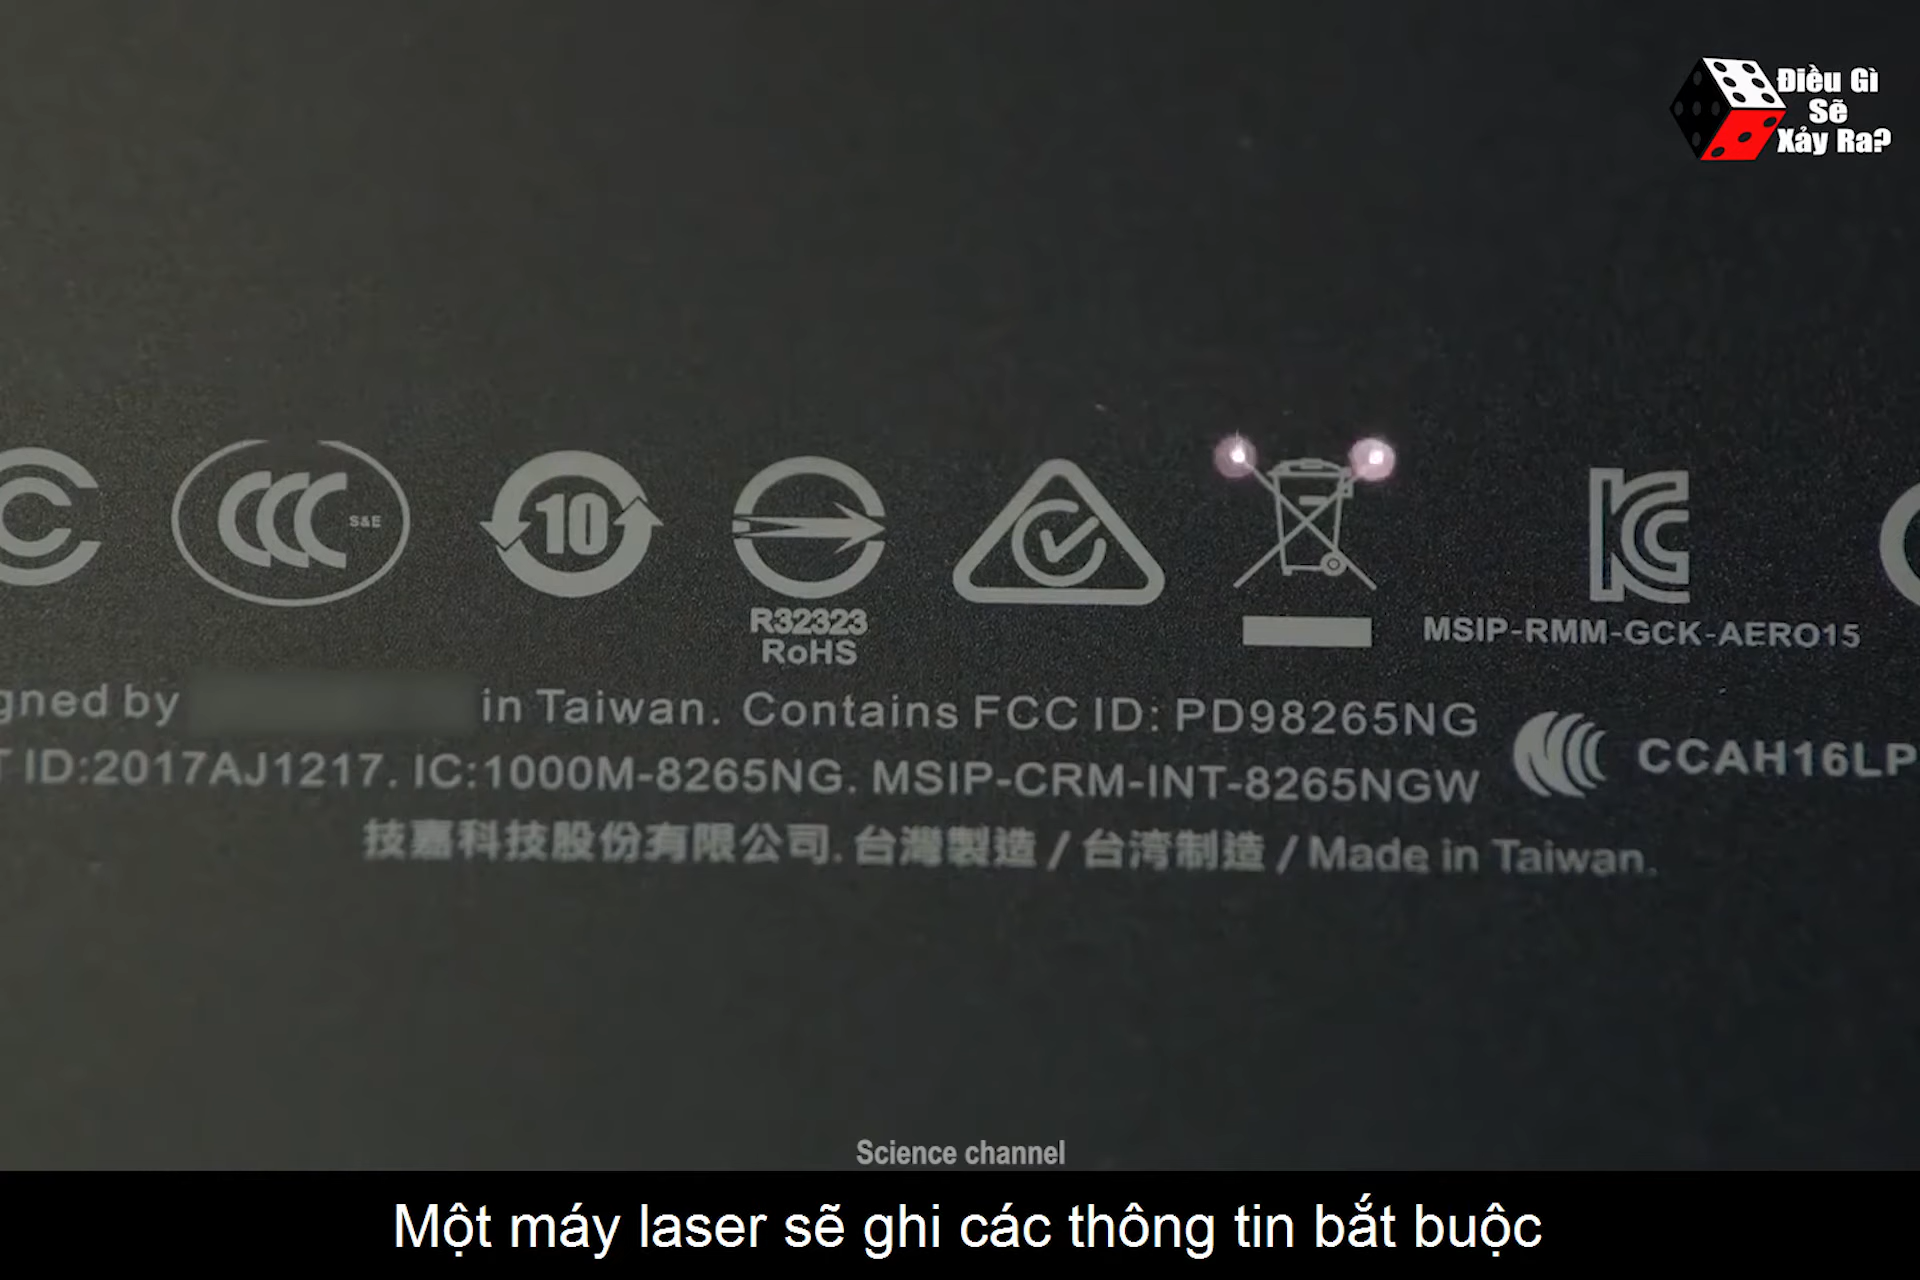 Điều Gì
Sẽ
Xảy Ra?
S&E
10
R32323
RoHS
MSIP-RMM-GCK-AERO15
gned by in Taiwan. Contains FCC ID: PD98265NG
T ID:2017AJ1217. IC:1000M-8265NG. MSIP-CRM-INT-8265NGW
CCAH16LP
技嘉科技股份有限公司. 台灣製造 / 台湾制造 / Made in Taiwan.
Science channel
Một máy laser sẽ ghi các thông tin bắt buộc